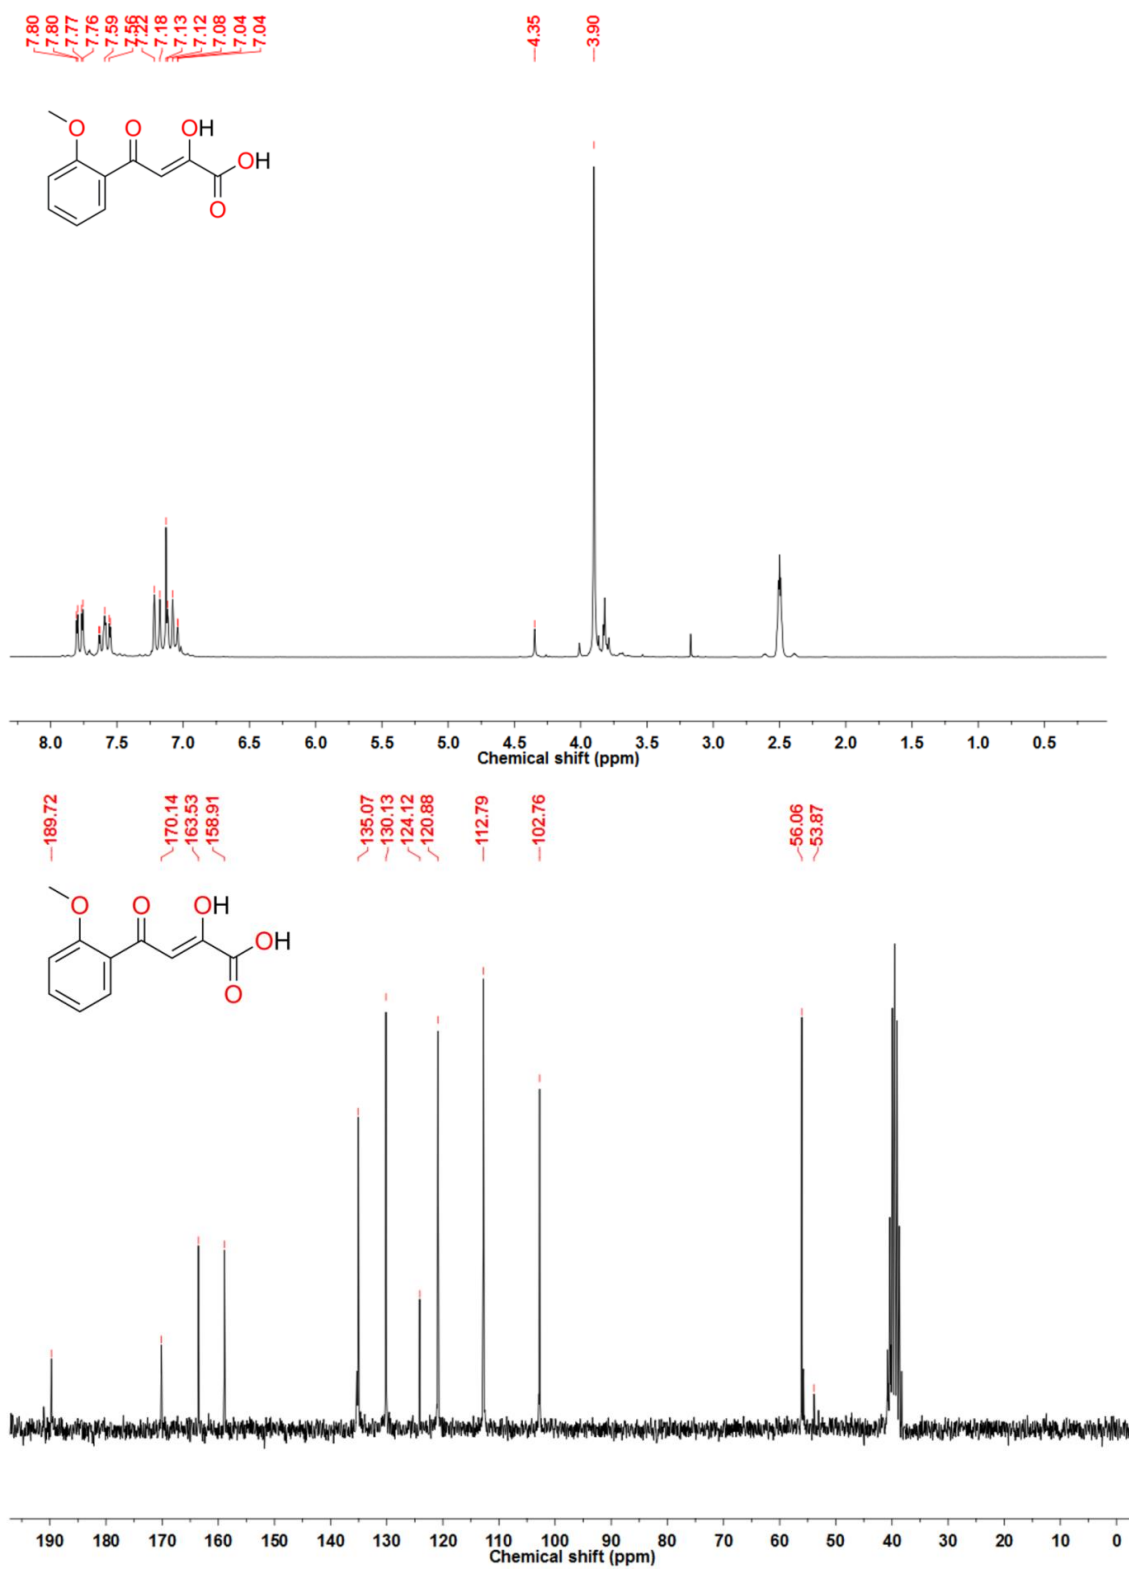 7.80
7.80
7.77
7.76
7.59
7.56
7.22
7.18
7.13
7.12
7.08
7.04
7.04
4.35
3.90
O
O
OH
OH
O
8.0 7.5 7.0 6.5 6.0 5.5 5.0 4.5 4.0 3.5 3.0 2.5 2.0 1.5 1.0 0.5
Chemical shift (ppm)
189.72
170.14
163.53
158.91
135.07
130.13
124.12
120.88
112.79
102.76
56.06
53.87
O
O
OH
OH
O
190 180 170 160 150 140 130 120 110 100 90 80 70 60 50 40 30 20 10 0
Chemical shift (ppm)